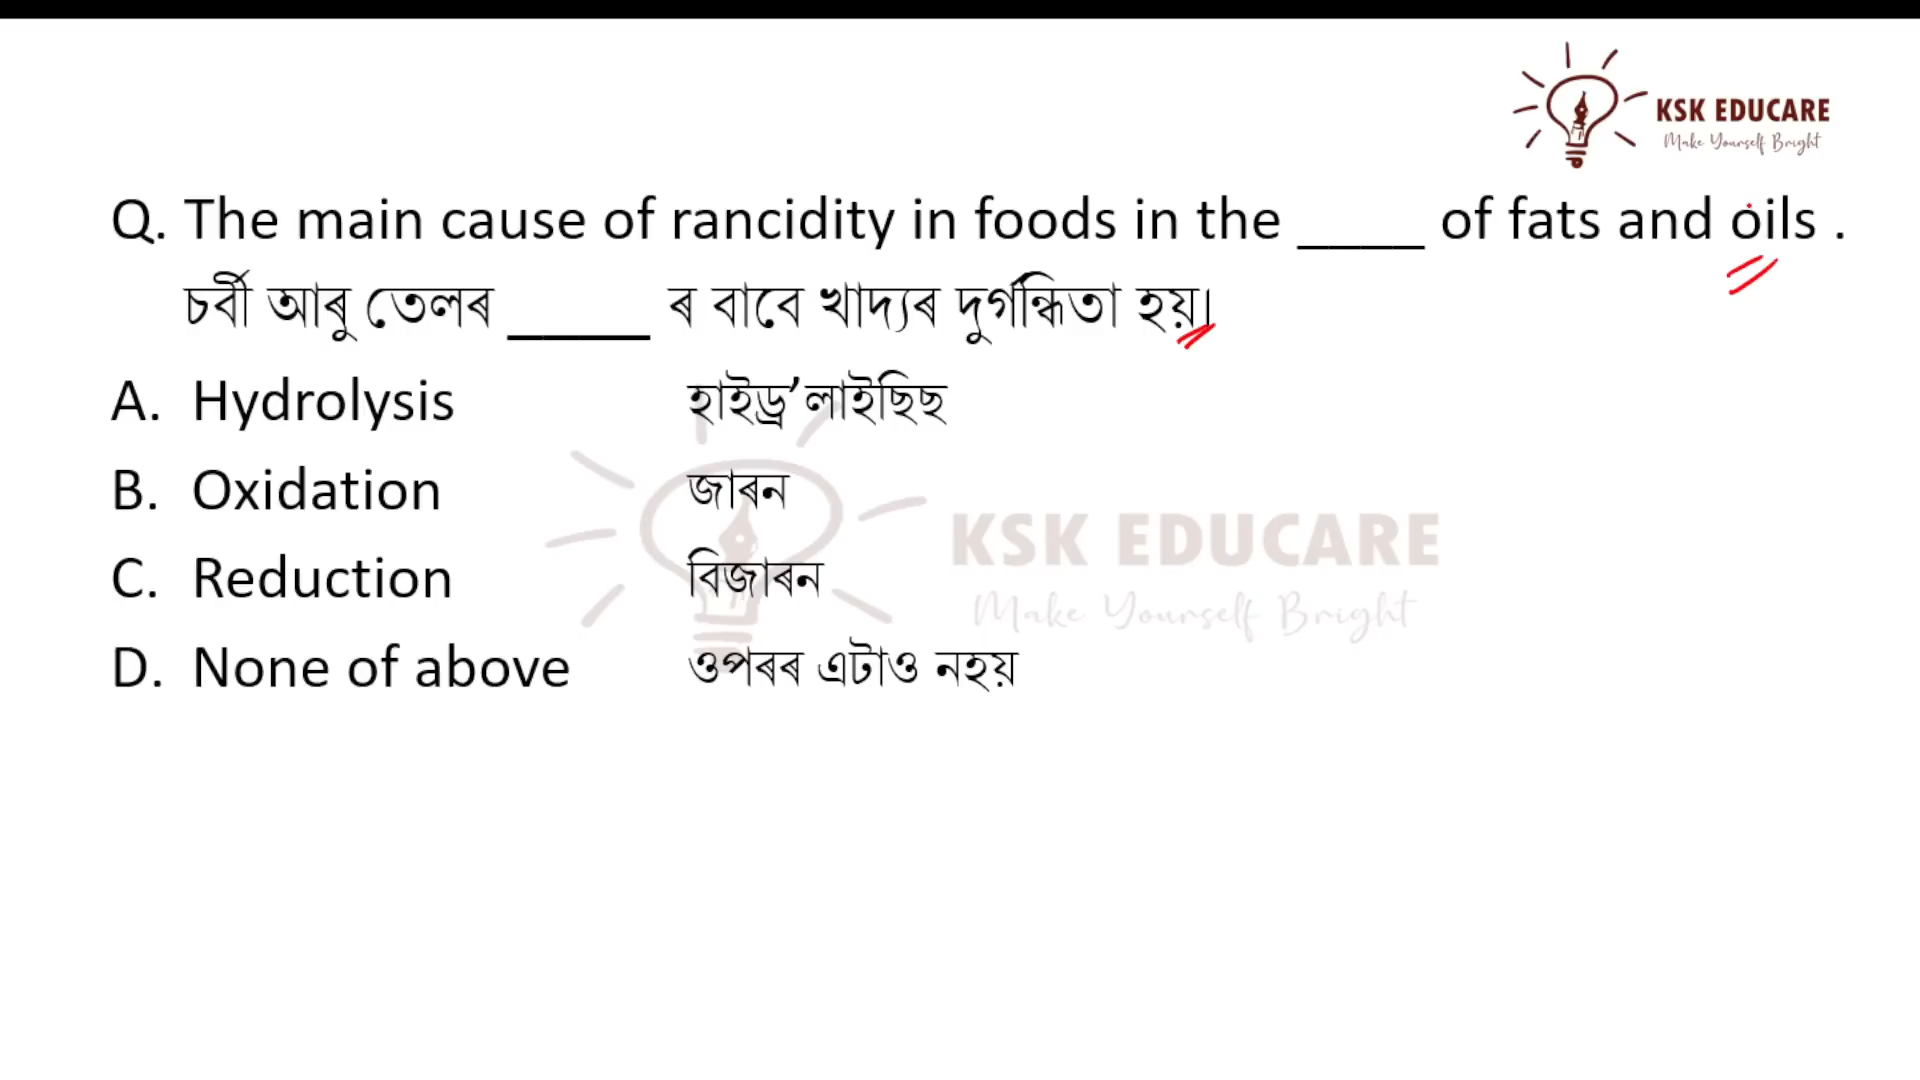 KSK EDUCARE
Make Yourself Bright
Q. The main cause of rancidity in foods in the ____ of fats and oils .
চৰ্বী আৰু তেলৰ ____ ৰ বাবে খাদ্যৰ দুৰ্গন্ধিতা হয়।
A. Hydrolysis হাইড্ৰ’লাইছিছ
B. Oxidation জাৰন
C. Reduction বিজাৰন
D. None of above ওপৰৰ এটাও নহয়
KSK EDUCARE
Make Yourself Bright